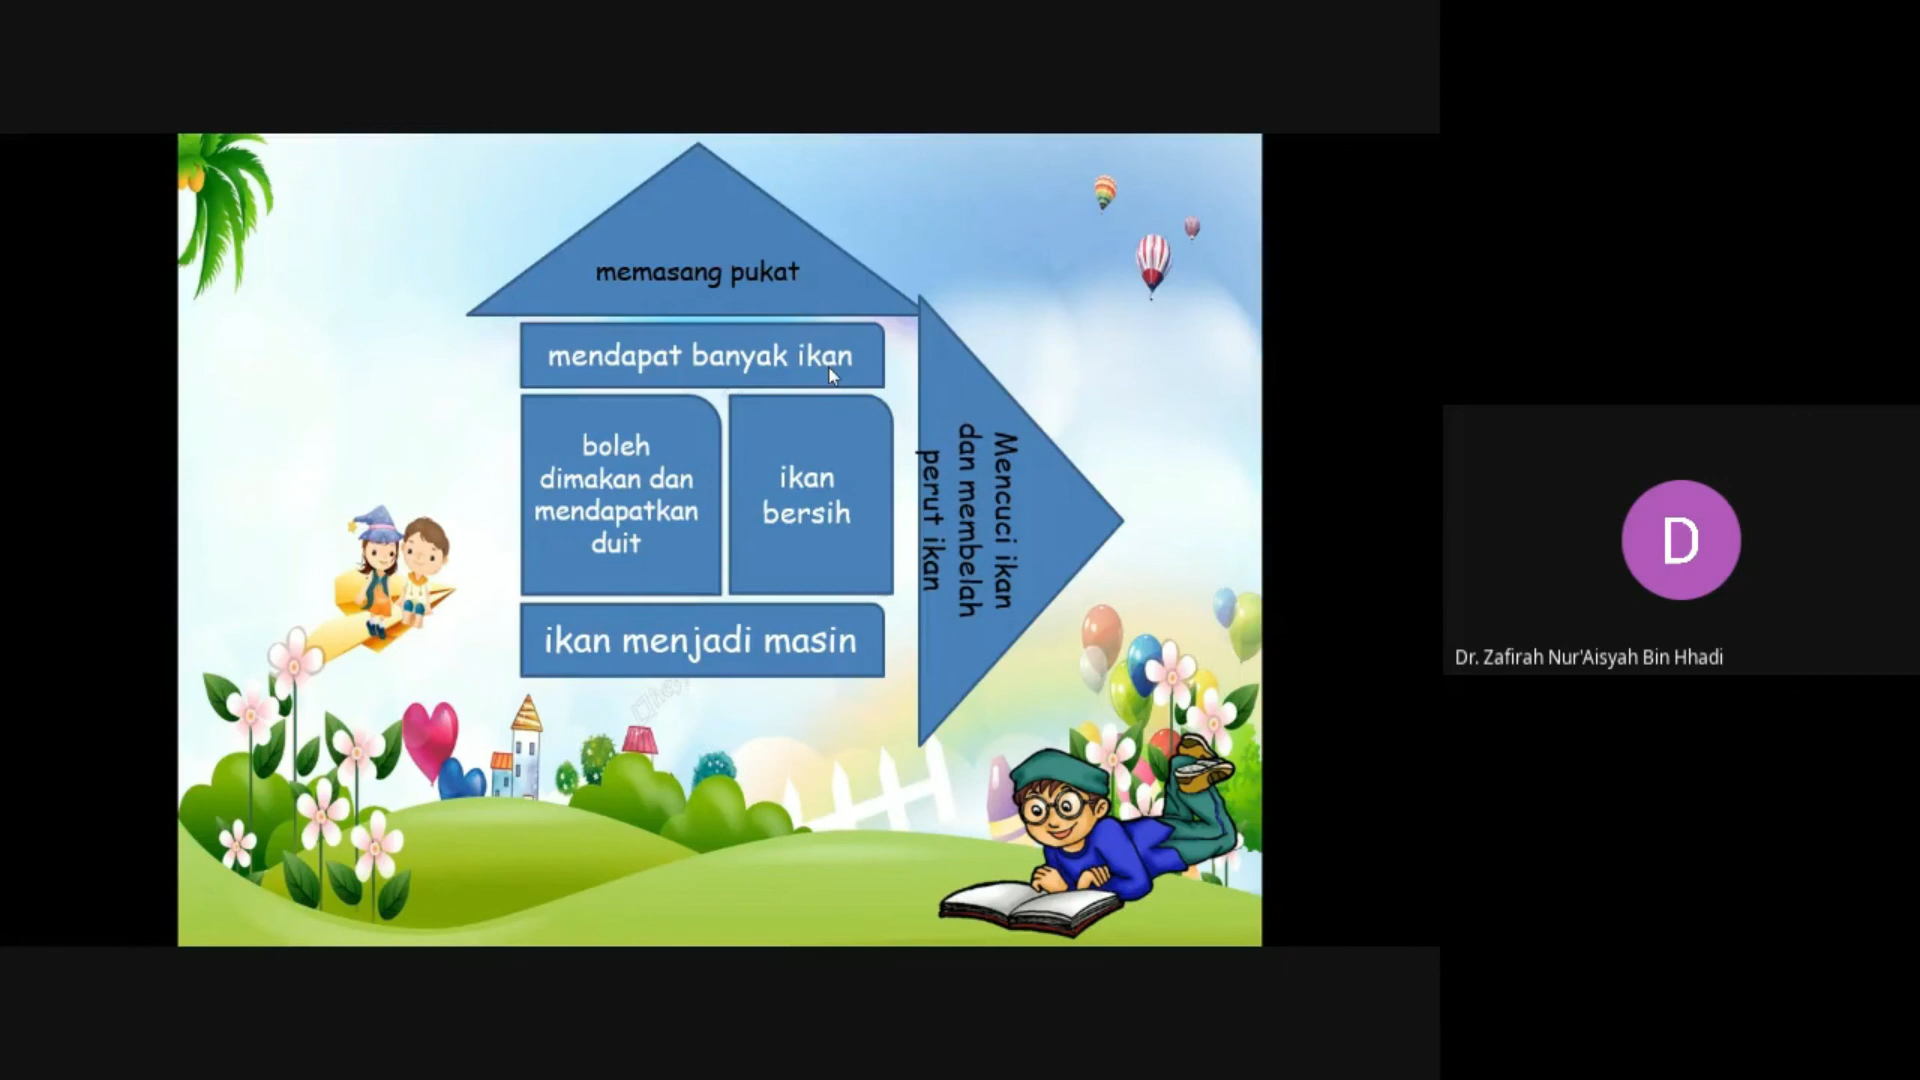 memasang pukat
mendapat banyak ikan
boleh
dimakan dan
mendapatkan
duit
ikan
bersih
Mencuci ikan
dan membelah
perut ikan
ikan menjadi masin
D
Dr. Zafirah Nur'Aisyah Bin Hhadi